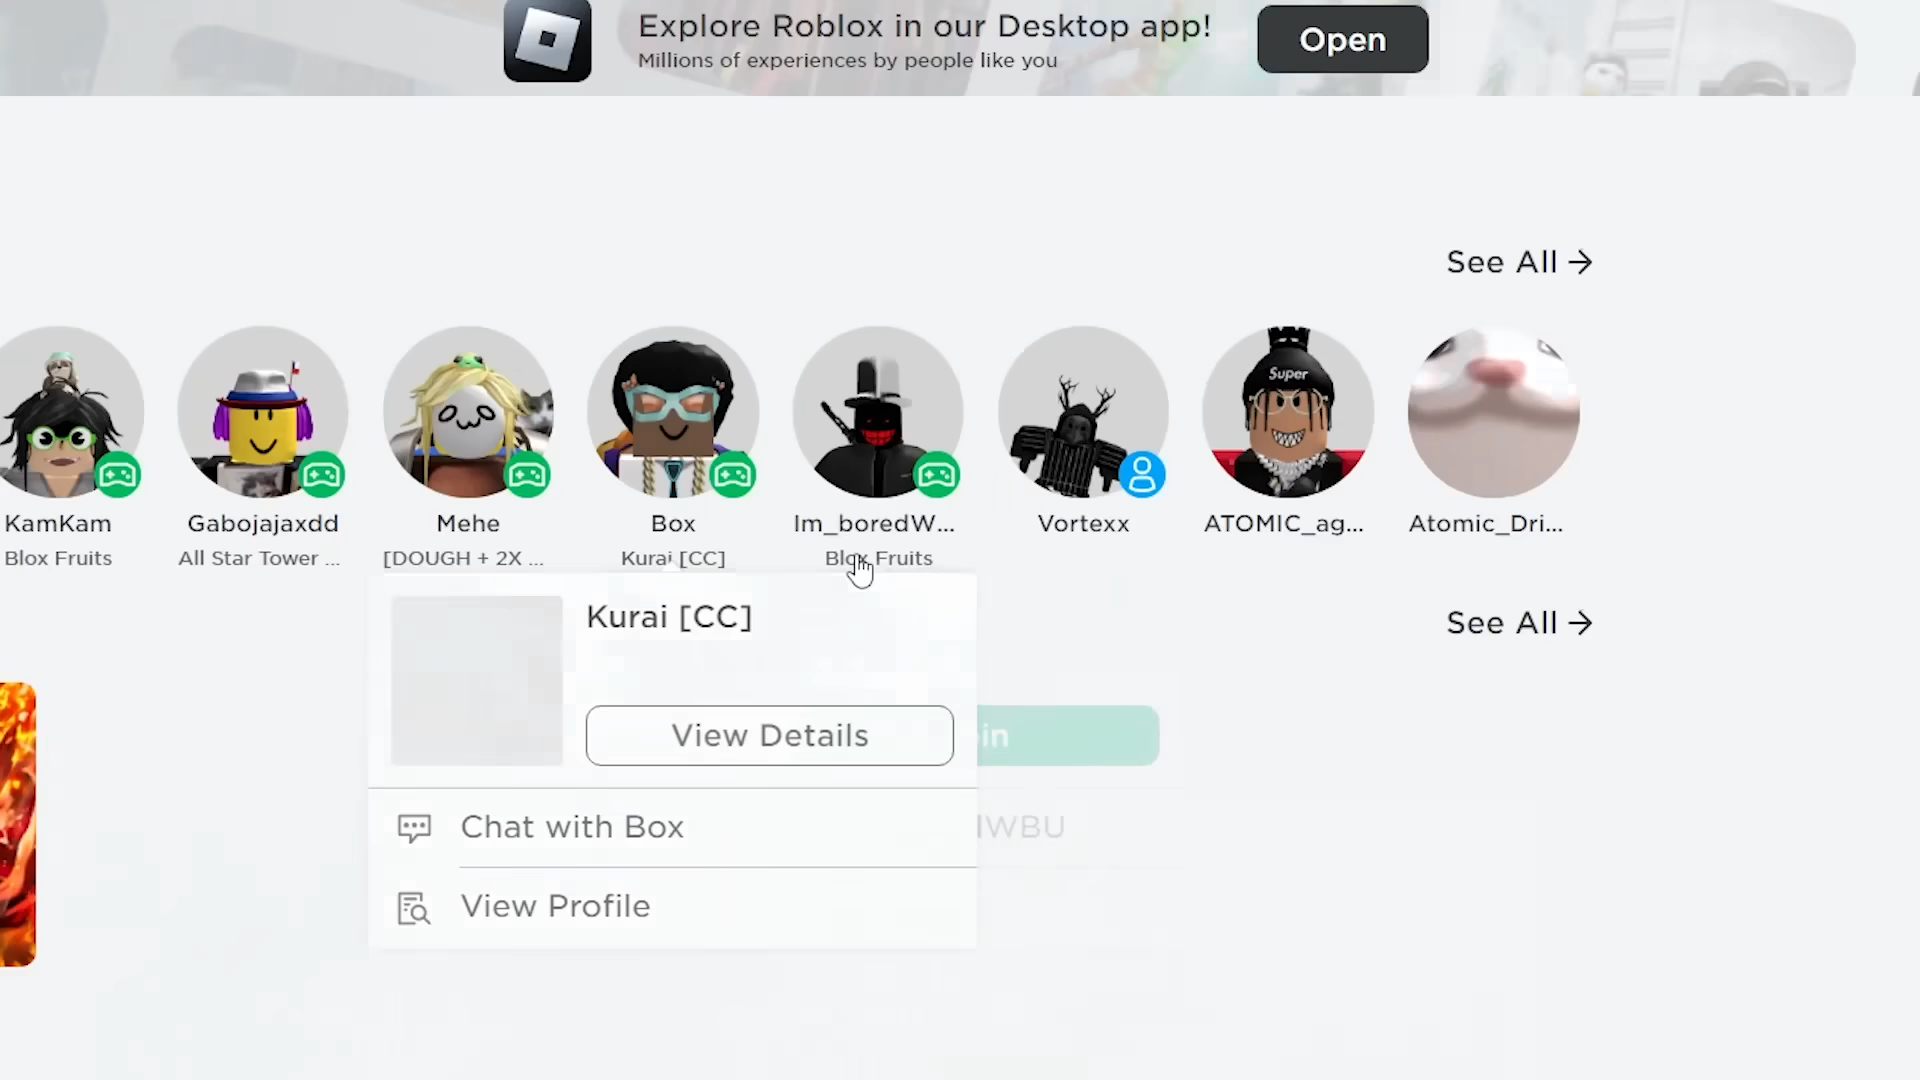 Explore Roblox in our Desktop app!
Millions of experiences by people like you
Open
See All
Super
KamKam
Gabojajaxdd
Mehe
Box
Im_boredW...
Vortexx
ATOMIC_ag...
Atomic_Dri...
Blox Fruits
All Star Tower ...
[DOUGH + 2X ...
Kurai [CC]
Blox Fruits
Kurai [CC]
See All
View Details
in
Chat with Box
WBU
View Profile